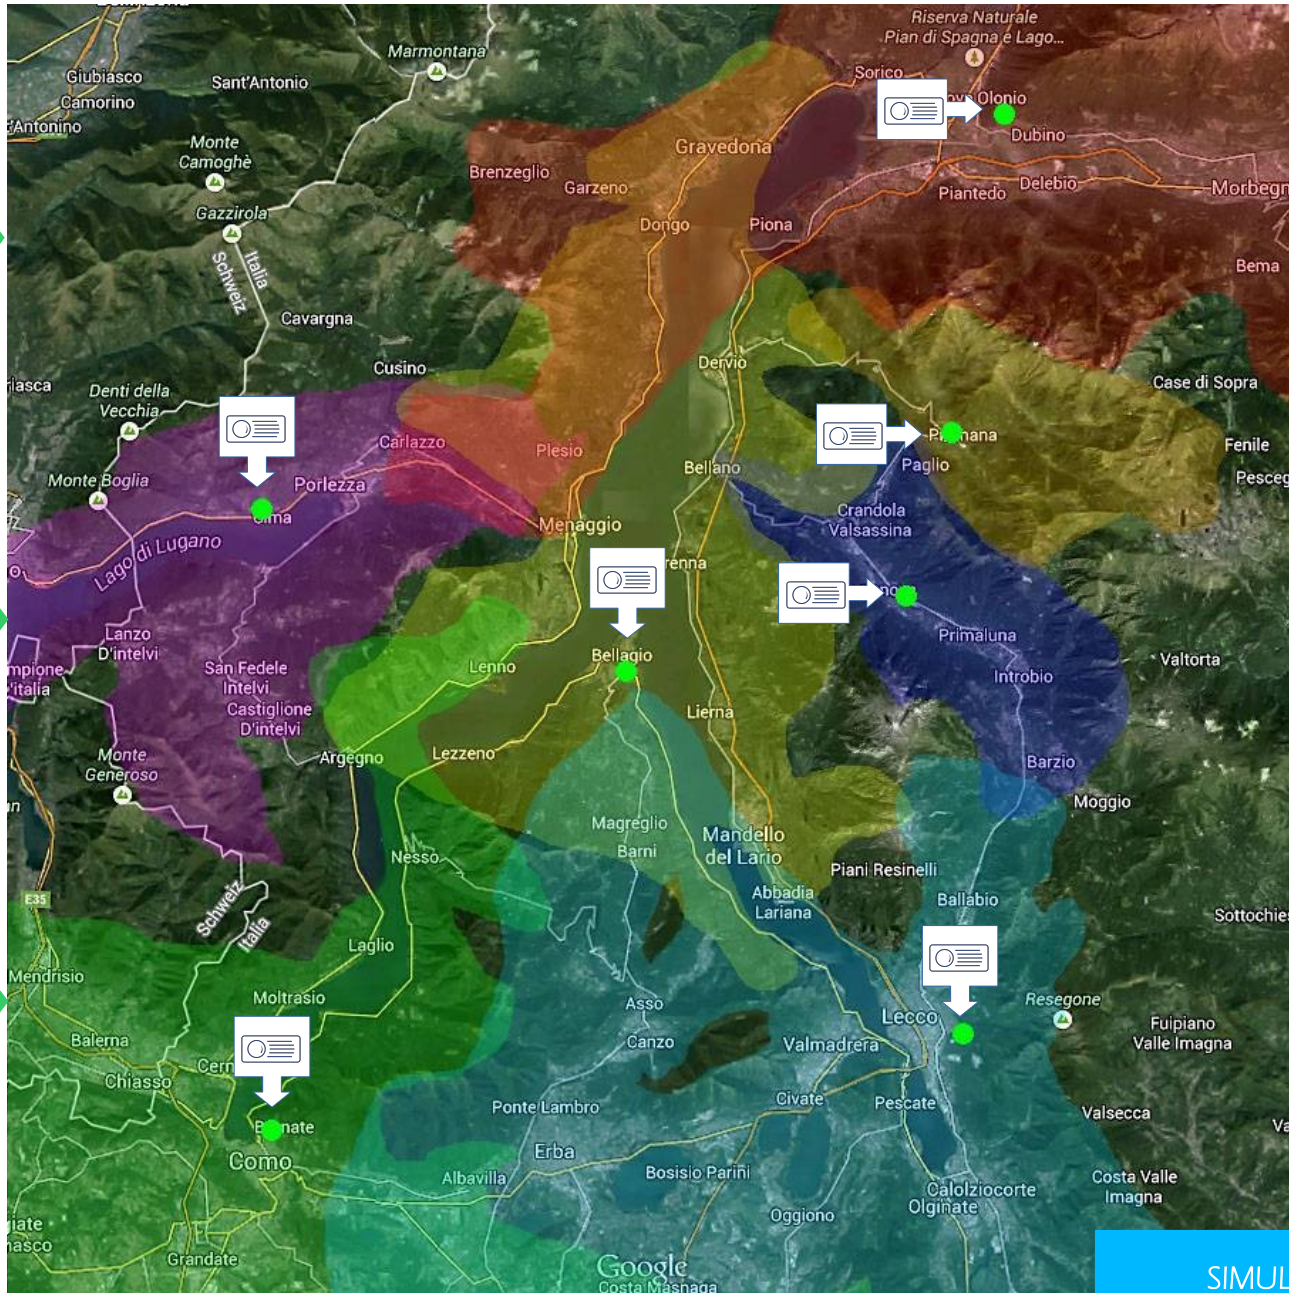 Riserva Naturale
Pian di Spagna e Lago...
Marmontana
Giubiasco
Sant'Antonio
Camorino
Sorico
Olonio
Dubino
Monte
Camoghè
Gravedona
Brenzeglio
Garzeno
Delebio
Piantedo
Gazzirola
Dongo
Piona
Italia
Schweiz
Bema
Cavargna
Cusino
Dervio
Case di Sopra
Denti della
Vecchia
Carlazzo
Plesio
Fenile
Paglio
Bellano
Monte Boglia
Porlezza
Crandola
Valsassina
Menaggio
Lago di Lugano
Lanzo
D'intelvi
Primaluna
San Fedele
Intelvi
Castiglione
D'intelvi
Lenno
Bellagio
Introbio
Valtorta
Lierna
Argegno
Lezzeno
Monte
Generoso
Barzio
Moggio
Magreglio
Barni
Mandello
del Lario
Nesso
Piani Resinelli
Abbadia
Lariana
Ballabio
E35
Schweiz
Italia
Laglio
Mendrisio
Moltrasio
Asso
Canzo
Lecco
Resegone
Valmadrera
Fuipiano
Valle Imagna
Balerna
Chiasso
Civate
Pescate
Ponte Lambro
Valsecca
Como
Erba
Albavilla
Bosisio Parini
Costa Valle
Imagna
Calolziocorte
Olginate
Oggiono
Grandate
Google
Costa Masnaga